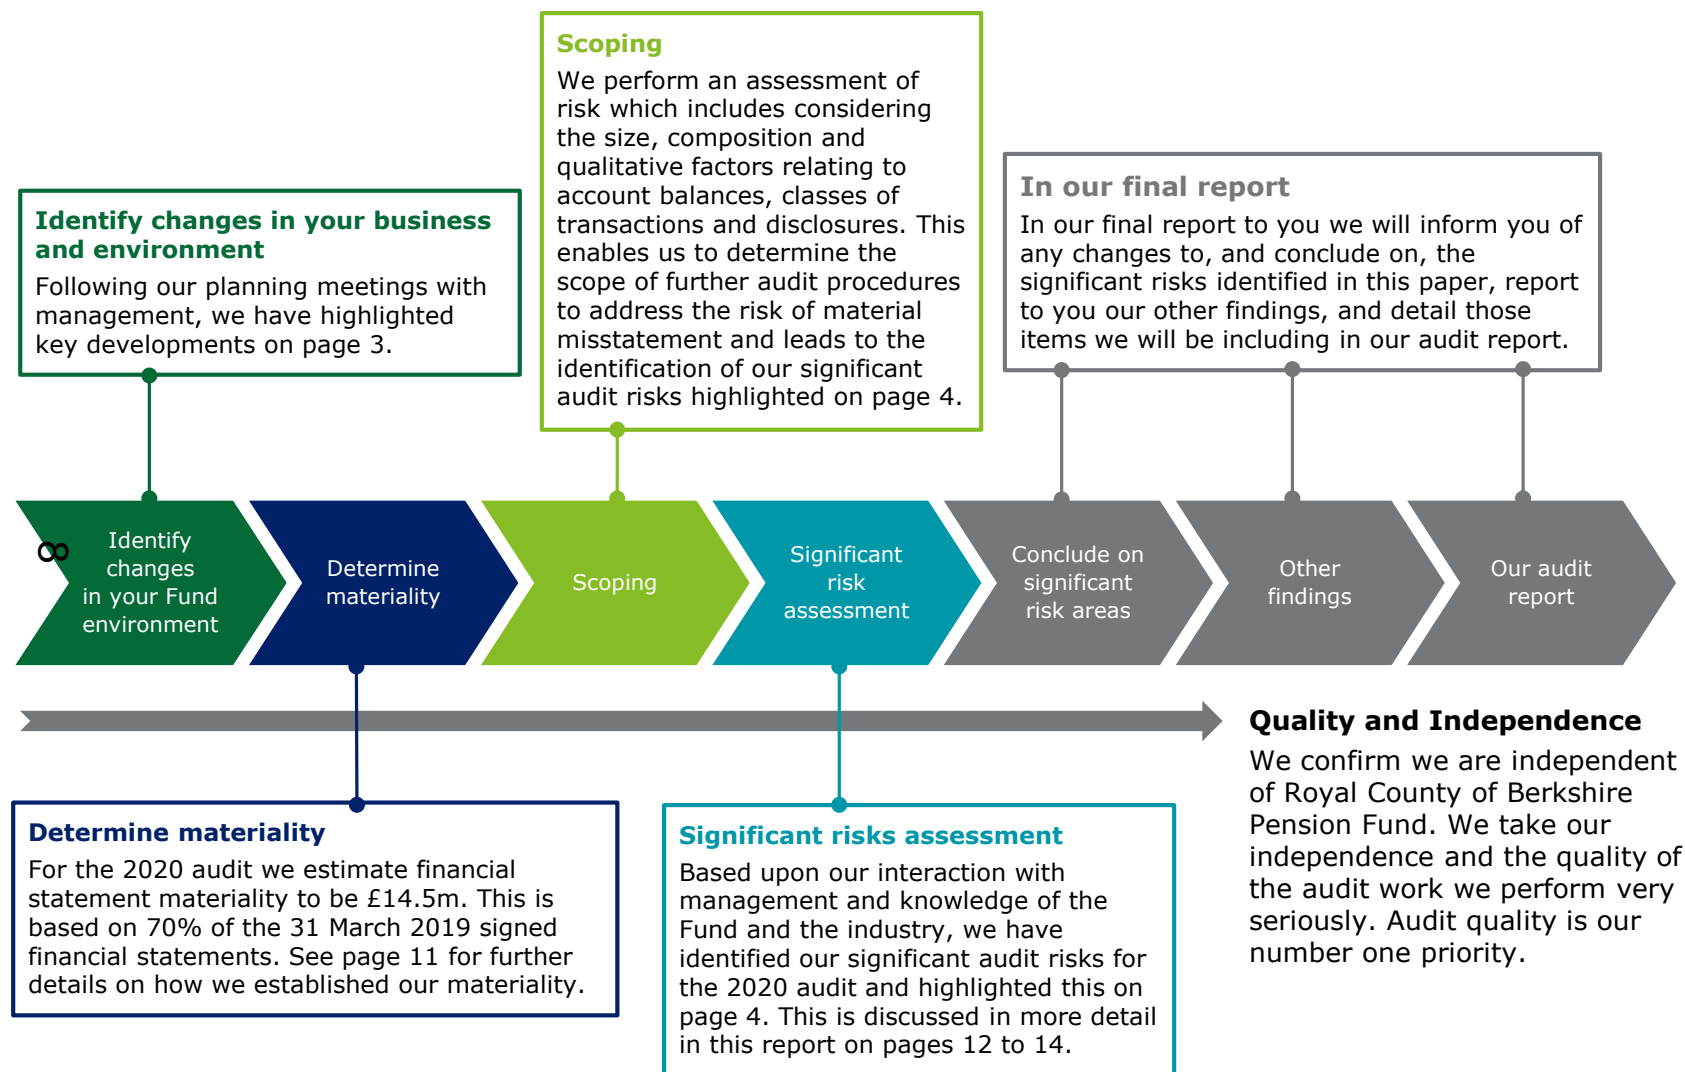 Scoping
We perform an assessment of
risk which includes considering
the size, composition and
qualitative factors relating to
account balances, classes of
transactions and disclosures. This
enables us to determine the
scope of further audit procedures
to address the risk of material
misstatement and leads to the
identification of our significant
audit risks highlighted on page 4.
Identify changes in your business
and environment
Following our planning meetings with
management, we have highlighted
key developments on page 3.
In our final report
In our final report to you we will inform you of
any changes to, and conclude on, the
significant risks identified in this paper, report
to you our other findings, and detail those
items we will be including in our audit report.
8
Identify
changes
in your Fund
environment
Determine
materiality
Scoping
Significant
risk
assessment
Conclude on
significant
risk areas
Other
findings
Our audit
report
Determine materiality
For the 2020 audit we estimate financial
statement materiality to be £14.5m. This is
based on 70% of the 31 March 2019 signed
financial statements. See page 11 for further
details on how we established our materiality.
Significant risks assessment
Based upon our interaction with
management and knowledge of the
Fund and the industry, we have
identified our significant audit risks for
the 2020 audit and highlighted this on
page 4. This is discussed in more detail
in this report on pages 12 to 14.
Quality and Independence
We confirm we are independent
of Royal County of Berkshire
Pension Fund. We take our
independence and the quality of
the audit work we perform very
seriously. Audit quality is our
number one priority.